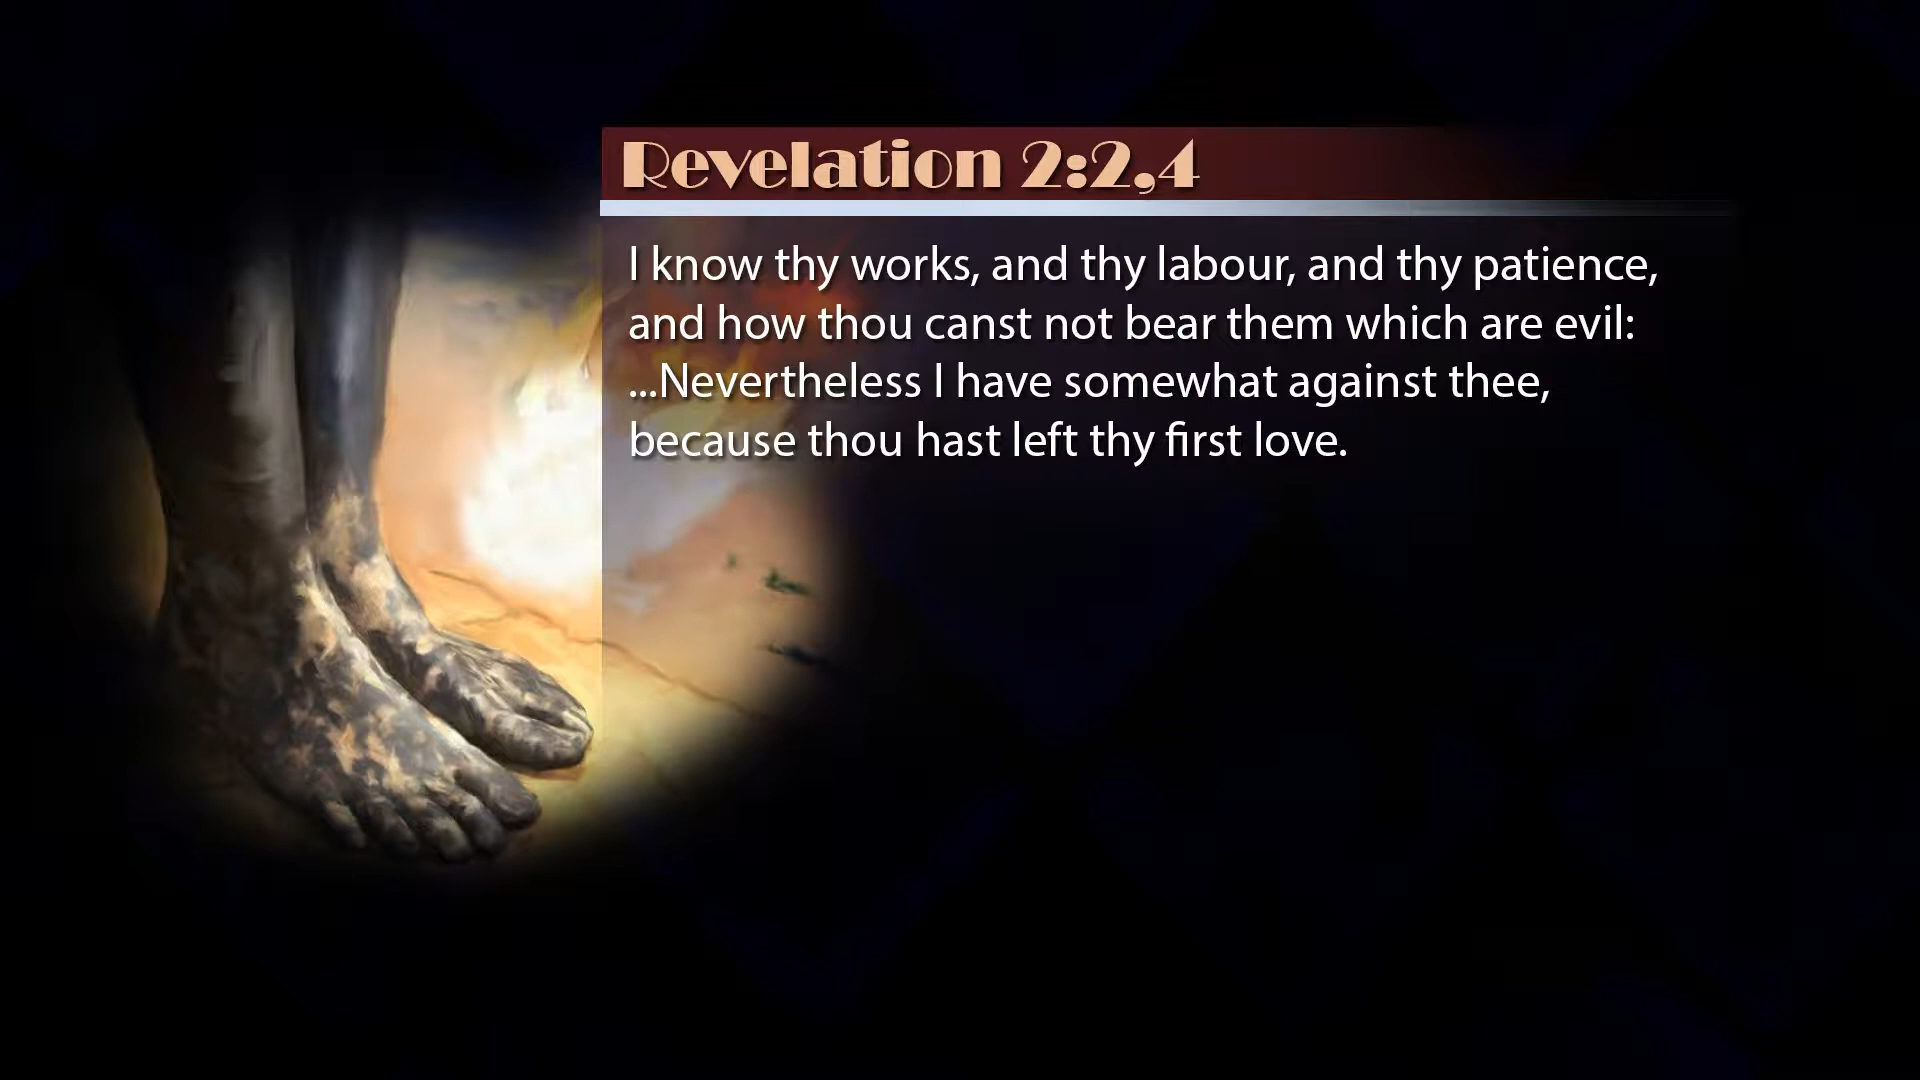 Revelation 2:2,4
I know thy works, and thy labour, and thy patience,
and how thou canst not bear them which are evil:
...Nevertheless I have somewhat against thee,
because thou hast left thy first love.